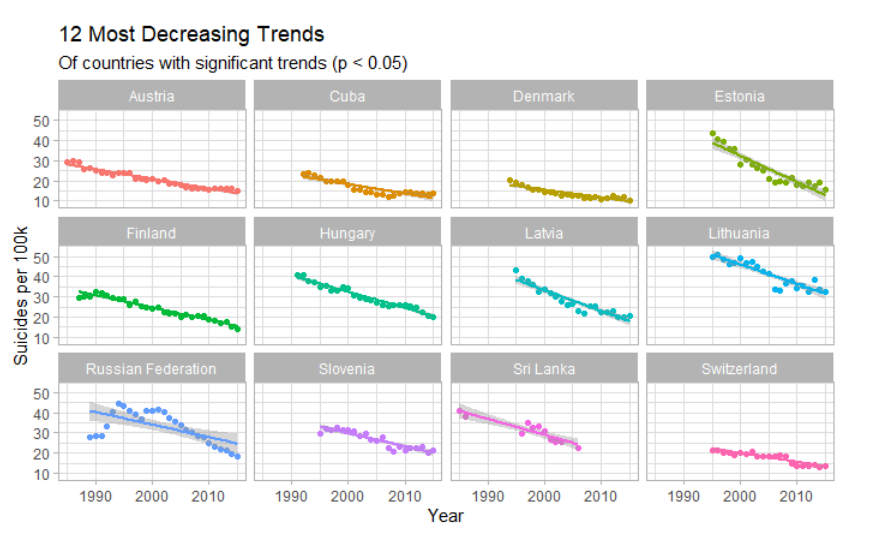 12 Most Decreasing Trends
Of countries with significant trends (p < 0.05)
Austria Cuba Denmark Estonia
50
40
30
20
10
Finland Hungary Latvia Lithuania
50
40
30
20
10
Russian Federation Slovenia Sri Lanka Switzerland
50
40
30
20
10
Suicides per 100k
1990 2000 2010 1990 2000 2010 1990 2000 2010 1990 2000 2010
Year